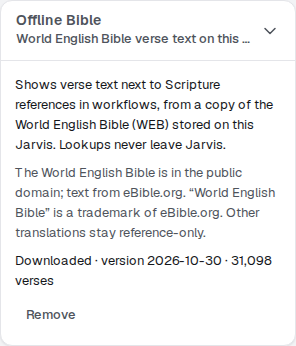 Offline Bible
World English Bible verse text on this ...
Shows verse text next to Scripture
references in workflows, from a copy of the
World English Bible (WEB) stored on this
Jarvis. Lookups never leave Jarvis.
The World English Bible is in the public
domain; text from eBible.org. “World English
Bible” is a trademark of eBible.org. Other
translations stay reference-only.
Downloaded · version 2026-10-30 · 31,098
verses
Remove